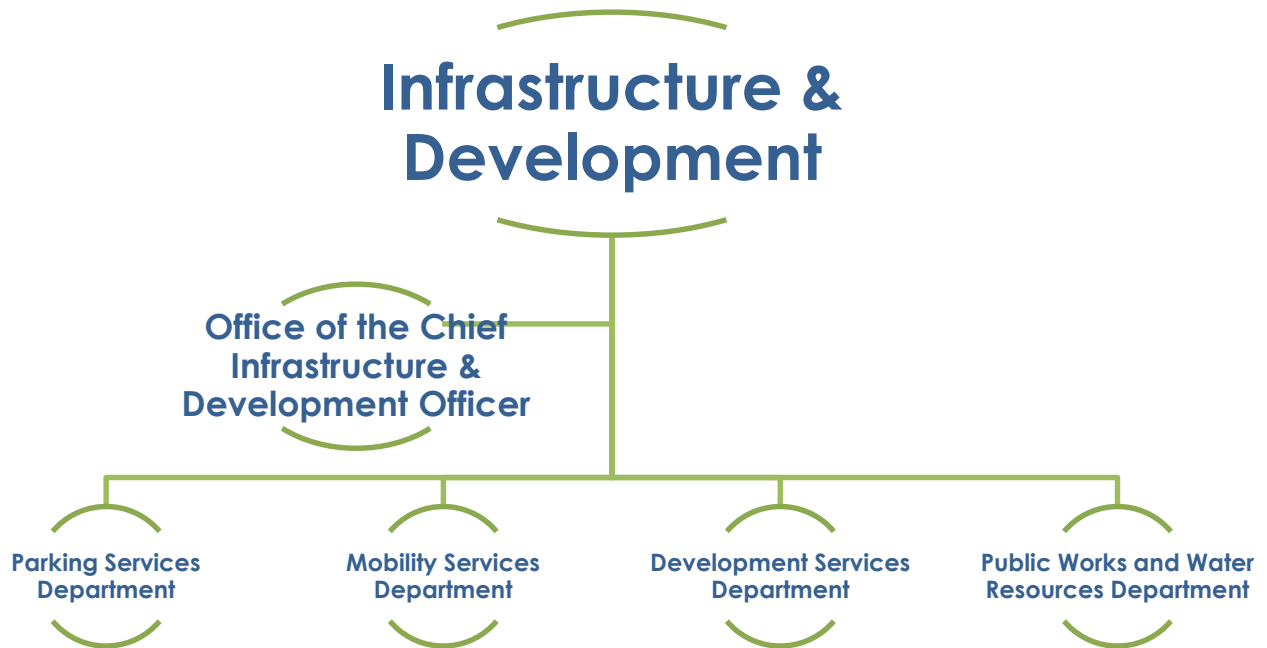 Infrastructure &
Development
Office of the Chief
Infrastructure &
Development Officer
Parking Services
Department
Mobility Services
Department
Development Services
Department
Public Works and Water
Resources Department